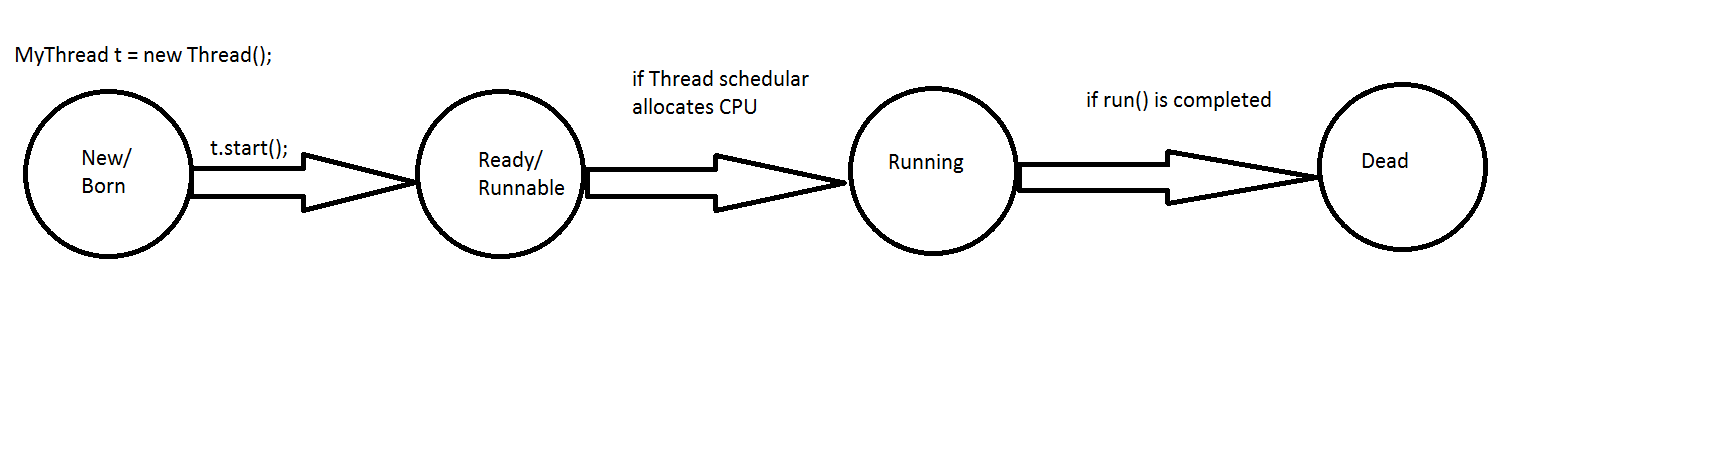 MyThread t = new Thread();
if Thread schedular
allocates CPU
if run() is completed
t.start();
New/
Born
Ready/
Runnable
Running
Dead